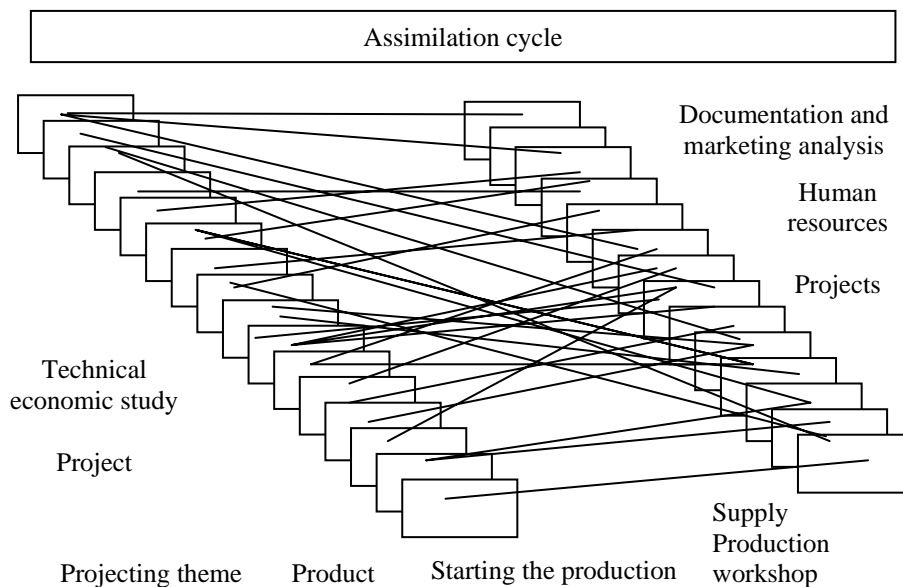 Assimilation cycle
Documentation and
marketing analysis
Human
resources
Projects
Technical
economic study
Project
Supply
Production
workshop
Projecting theme
Product
Starting the production